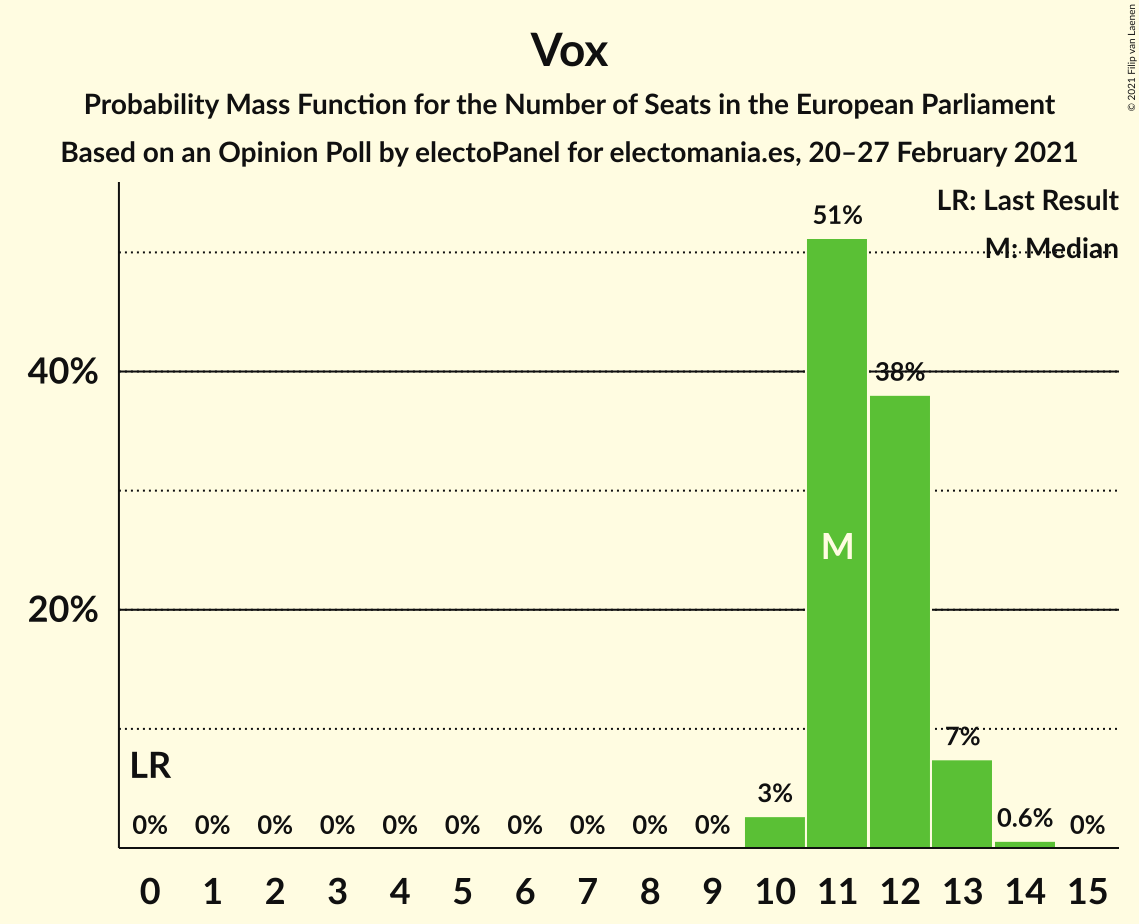 Vox
Probability Mass Function for the Number of Seats in the European Parliament
Based on an Opinion Poll by electoPanel for electomania.es, 20–27 February 2021
© 2021 Filip van Laenen
LR: Last Result
M: Median
51%
40%
38%
M
20%
7%
LR
3%
0% 0% 0% 0% 0% 0% 0% 0% 0% 0% 0.6% 0%
0 1 2 3 4 5 6 7 8 9 10 11 12 13 14 15